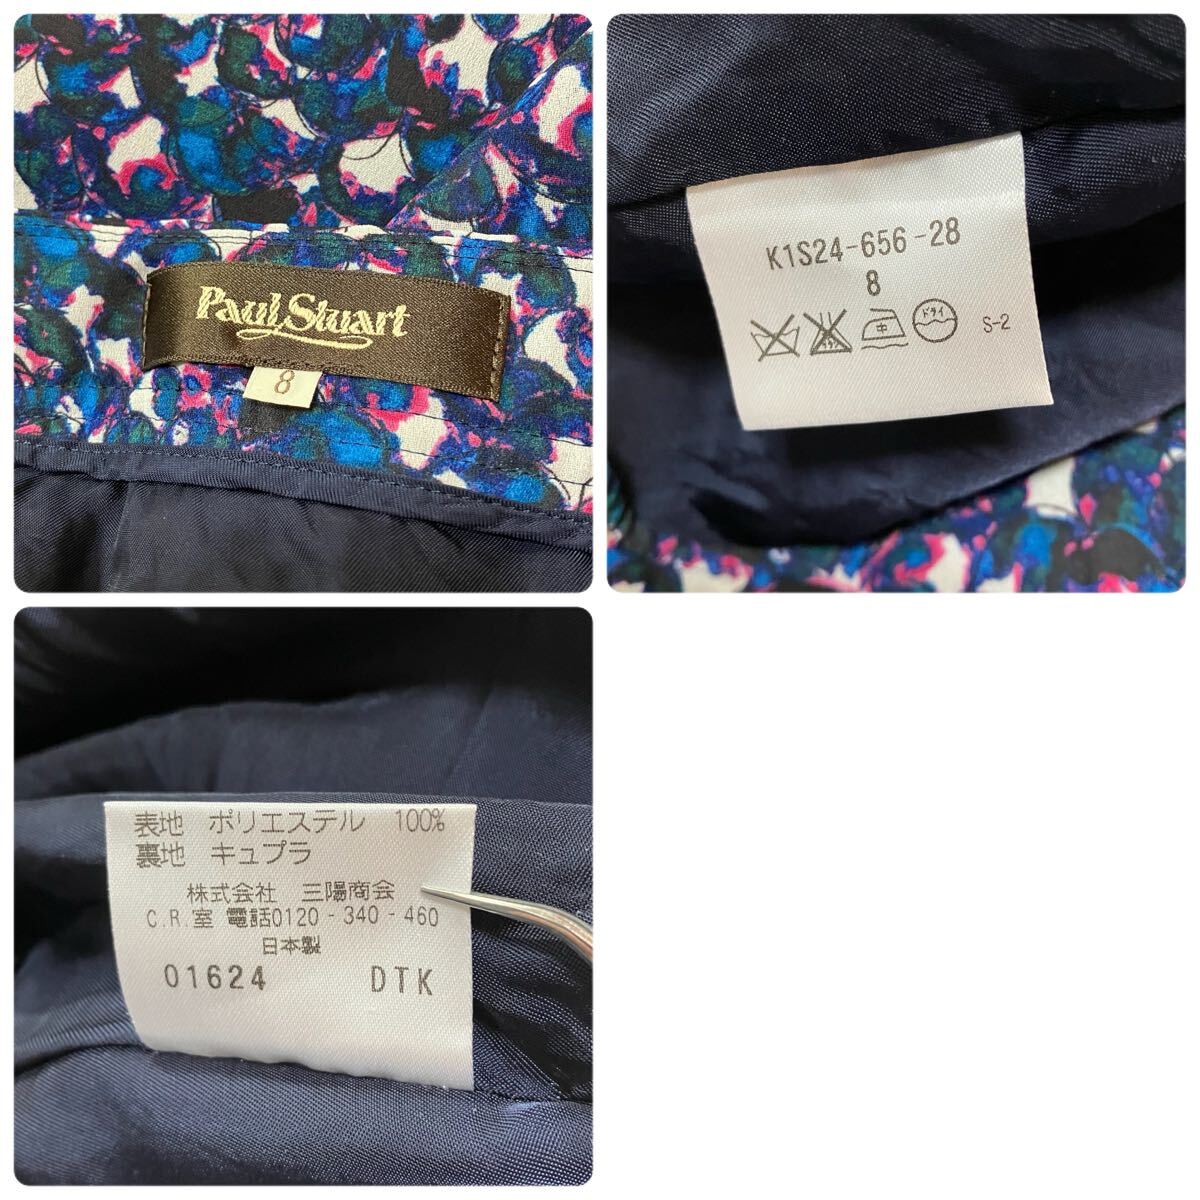 Paul Stuart
8
K1S24-656-28
8
中 ドライ S-2
表地 ポリエステル 100%
裏地 キュプラ
株式会社 三陽商会
C.R.室 電話0120-340-460
日本製
01624 DTK